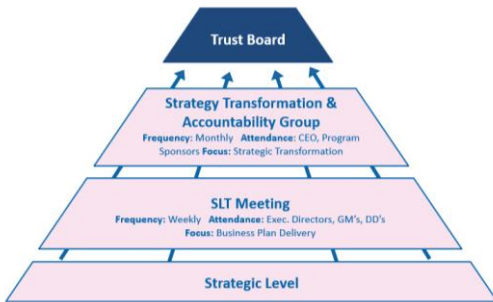 Trust Board
Strategy Transformation &
Accountability Group
Frequency: Monthly Attendance: CEO, Program
Sponsors Focus: Strategic Transformation
SLT Meeting
Frequency: Weekly Attendance: Exec. Directors, GM's, DD's
Focus: Business Plan Delivery
Strategic Level